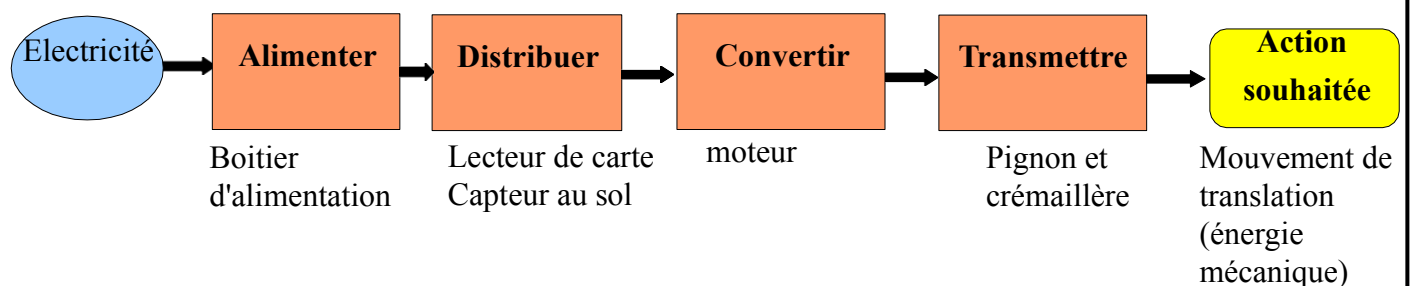 Electricité
Alimenter
Distribuer
Convertir
Transmettre
Action
souhaitée
Boitier
d'alimentation
Lecteur de carte
Capteur au sol
moteur
Pignon et
crémaillère
Mouvement de
translation
(énergie
mécanique)